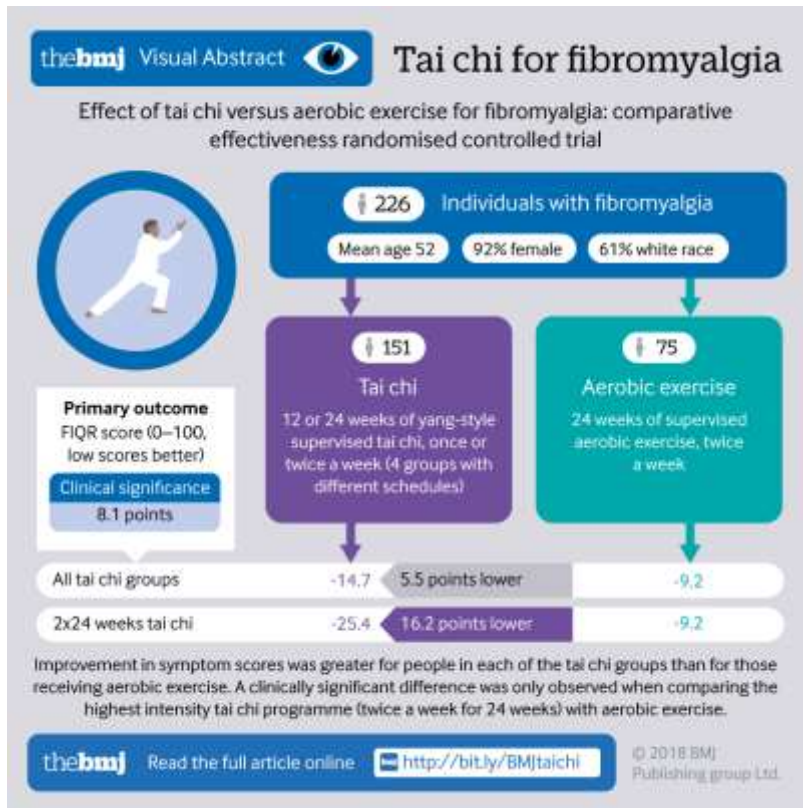 thebmj Visual Abstract
Tai chi for fibromyalgia
Effect of tai chi versus aerobic exercise for fibromyalgia: comparative
effectiveness randomised controlled trial
226 Individuals with fibromyalgia
Mean age 52 92% female 61% white race
151
Tai chi
12 or 24 weeks of yang-style
supervised tai chi, once or
twice a week (4 groups with
different schedules)
75
Aerobic exercise
24 weeks of supervised
aerobic exercise, twice
a week
Primary outcome
FIQR score (0–100,
low scores better)
Clinical significance
8.1 points
All tai chi groups -14.7 5.5 points lower -9.2
2x24 weeks tai chi -25.4 16.2 points lower -9.2
Improvement in symptom scores was greater for people in each of the tai chi groups than for those
receiving aerobic exercise. A clinically significant difference was only observed when comparing the
highest intensity tai chi programme (twice a week for 24 weeks) with aerobic exercise.
thebmj Read the full article online http://bit.ly/BMJtaichi
© 2018 BMJ
Publishing group Ltd.